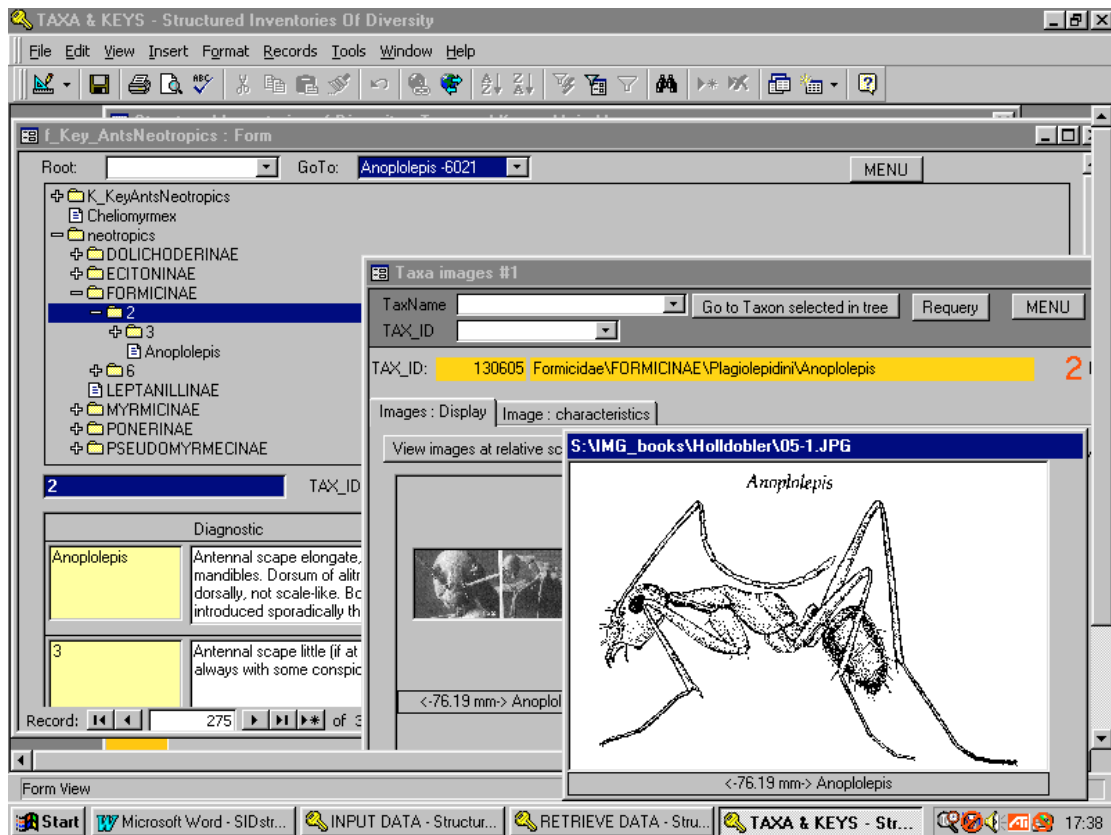 TAXA & KEYS - Structured Inventories Of Diversity
File Edit View Insert Format Records Tools Window Help
f_Key_AntsNeotropics : Form
Root: GoTo: Anoplolepis -6021 MENU
K_KeyAntsNeotropics
Cheliomyrmex
neotropics
DOLICHODERINAE
ECITONINAE
FORMICINAE
2
3
Anoplolepis
6
LEPTANILLINAE
MYRMICINAE
PONERINAE
PSEUDOMYRMECINAE
2 TAX_ID
Diagnostic
Anoplolepis
Antennal scape elongate,
mandibles. Dorsum of alitr
dorsally, not scale-like. Bo
introduced sporadically th
3
Antennal scape little (if at
always with some conspic
Record: 275 of 3
Taxa images #1
TaxName Go to Taxon selected in tree Requery MENU
TAX_ID
TAX_ID: 130605 Formicidae\FORMICINAE\Plagiolepidini\Anoplolepis 2
Images : Display Image : characteristics
View images at relative sc
<-76.19 mm-> Anoplol
S:\IMG_books\Holldobler\05-1.JPG
Anoplolepis
<-76.19 mm-> Anoplolepis
Form View
Start Microsoft Word - SIDstr... INPUT DATA - Structur... RETRIEVE DATA - Stru... TAXA & KEYS - Str... 17:38